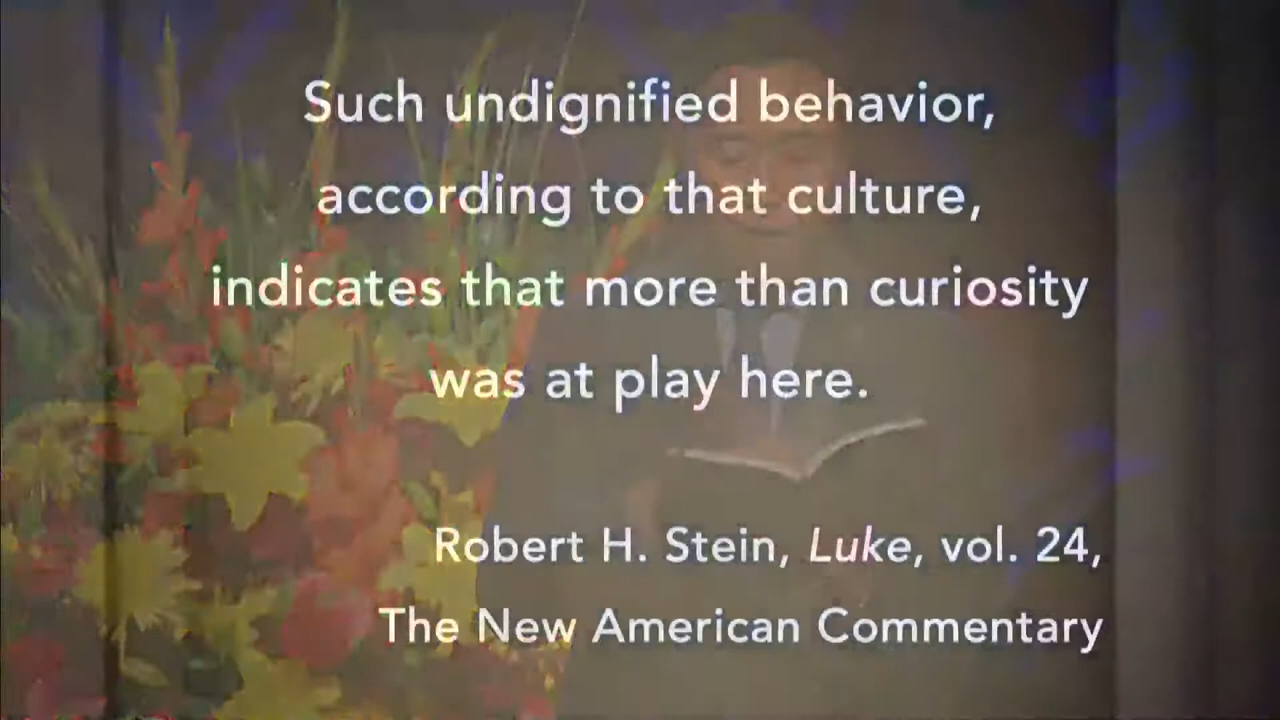 Such undignified behavior,
according to that culture,
indicates that more than curiosity
was at play here.
Robert H. Stein, Luke, vol. 24,
The New American Commentary